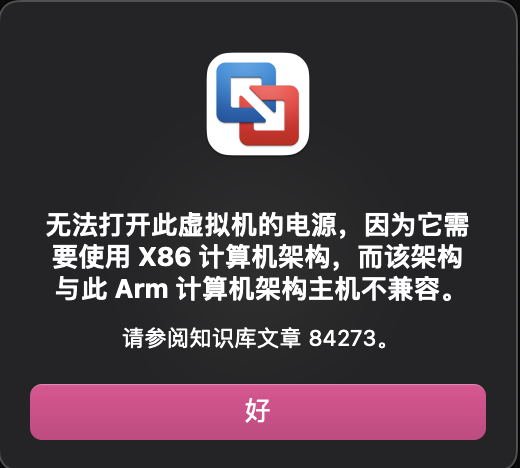 无法打开此虚拟机的电源，因为它需
要使用 X86 计算机架构，而该架构
与此 Arm 计算机架构主机不兼容。
请参阅知识库文章 84273。
好